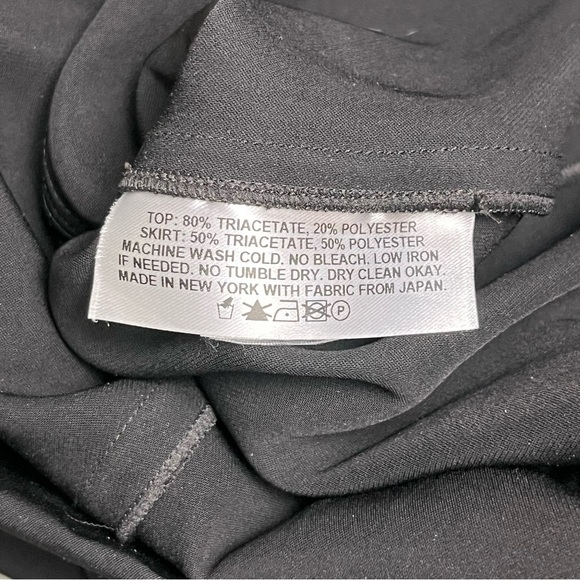 TOP: 80% TRIACETATE, 20% POLYESTER
SKIRT: 50% TRIACETATE, 50% POLYESTER
MACHINE WASH COLD. NO BLEACH. LOW IRON
IF NEEDED. NO TUMBLE DRY. DRY CLEAN OKAY.
MADE IN NEW YORK WITH FABRIC FROM JAPAN.
P